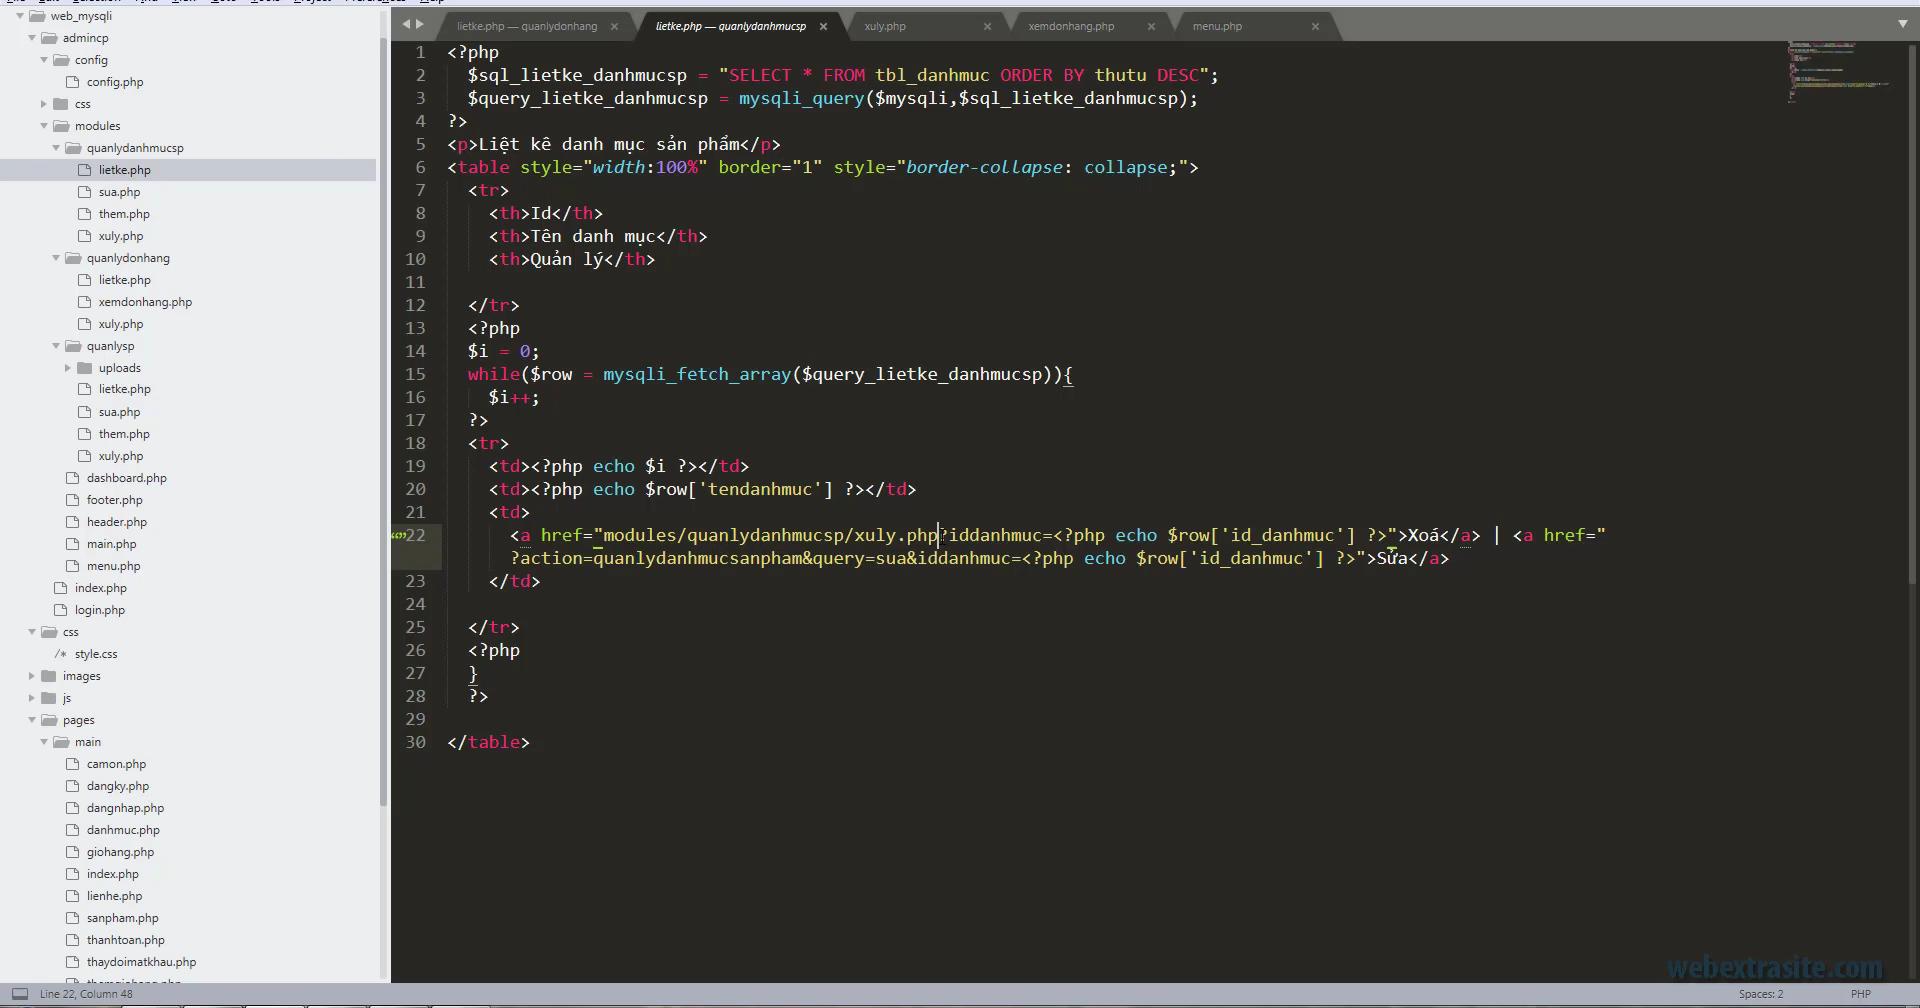 web_mysqli
admincp
config
config.php
css
modules
quanlydanhmucsp
lietke.php
sua.php
them.php
xuly.php
quanlydonhang
lietke.php
xemdonhang.php
xuly.php
quanlysp
uploads
lietke.php
sua.php
them.php
xuly.php
dashboard.php
footer.php
header.php
main.php
menu.php
index.php
login.php
css
/* style.css
images
js
pages
main
camon.php
dangky.php
dangnhap.php
danhmuc.php
giohang.php
index.php
lienhe.php
sanpham.php
thanhtoan.php
thaydoimatkhau.php
lietke.php — quanlydonhang
lietke.php — quanlydanhmucsp
xuly.php
xemdonhang.php
menu.php
1 <?php
2 $sql_lietke_danhmucsp = "SELECT * FROM tbl_danhmuc ORDER BY thutu DESC";
3 $query_lietke_danhmucsp = mysqli_query($mysqli,$sql_lietke_danhmucsp);
4 ?>
5 <p>Liệt kê danh mục sản phẩm</p>
6 <table style="width:100%" border="1" style="border-collapse: collapse;">
7 <tr>
8 <th>Id</th>
9 <th>Tên danh mục</th>
10 <th>Quản lý</th>
11
12 </tr>
13 <?php
14 $i = 0;
15 while($row = mysqli_fetch_array($query_lietke_danhmucsp)){
16 $i++;
17 ?>
18 <tr>
19 <td><?php echo $i ?></td>
20 <td><?php echo $row['tendanhmuc'] ?></td>
21 <td>
22 <a href="modules/quanlydanhmucsp/xuly.php?iddanhmuc=<?php echo $row['id_danhmuc'] ?>">Xoá</a> | <a href="
?action=quanlydanhmucsanpham&query=sua&iddanhmuc=<?php echo $row['id_danhmuc'] ?>">Sửa</a>
23 </td>
24
25 </tr>
26 <?php
27 }
28 ?>
29
30 </table>
webextrasite.com
Line 22, Column 48
Spaces: 2
PHP